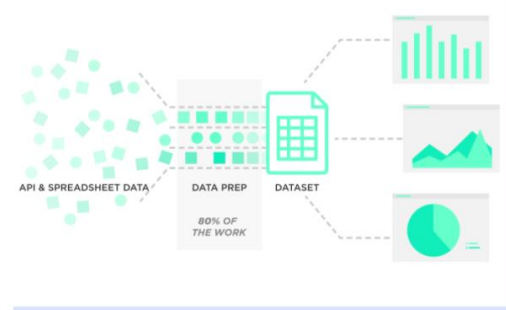 API & SPREADSHEET DATA
DATA PREP
DATASET
80% OF
THE WORK